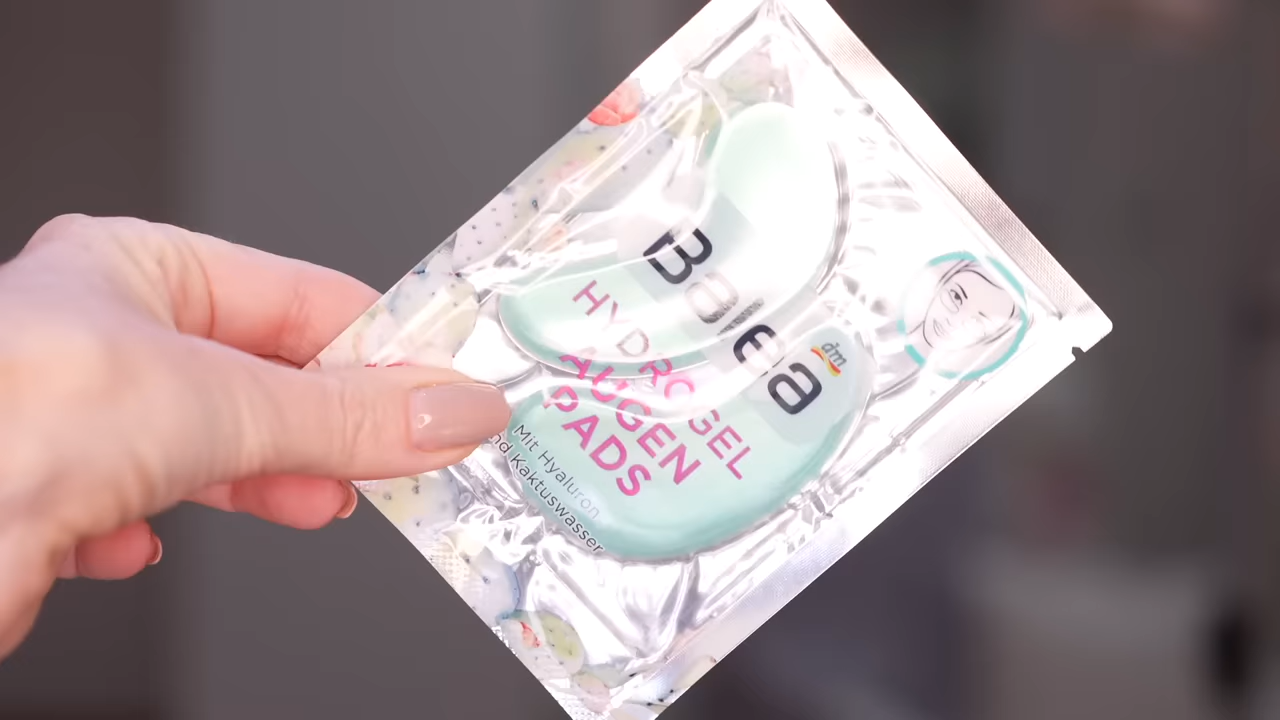 Balea
dm
HYDROGEL
AUGEN
PADS
Mit Hyaluron
und Kaktuswasser